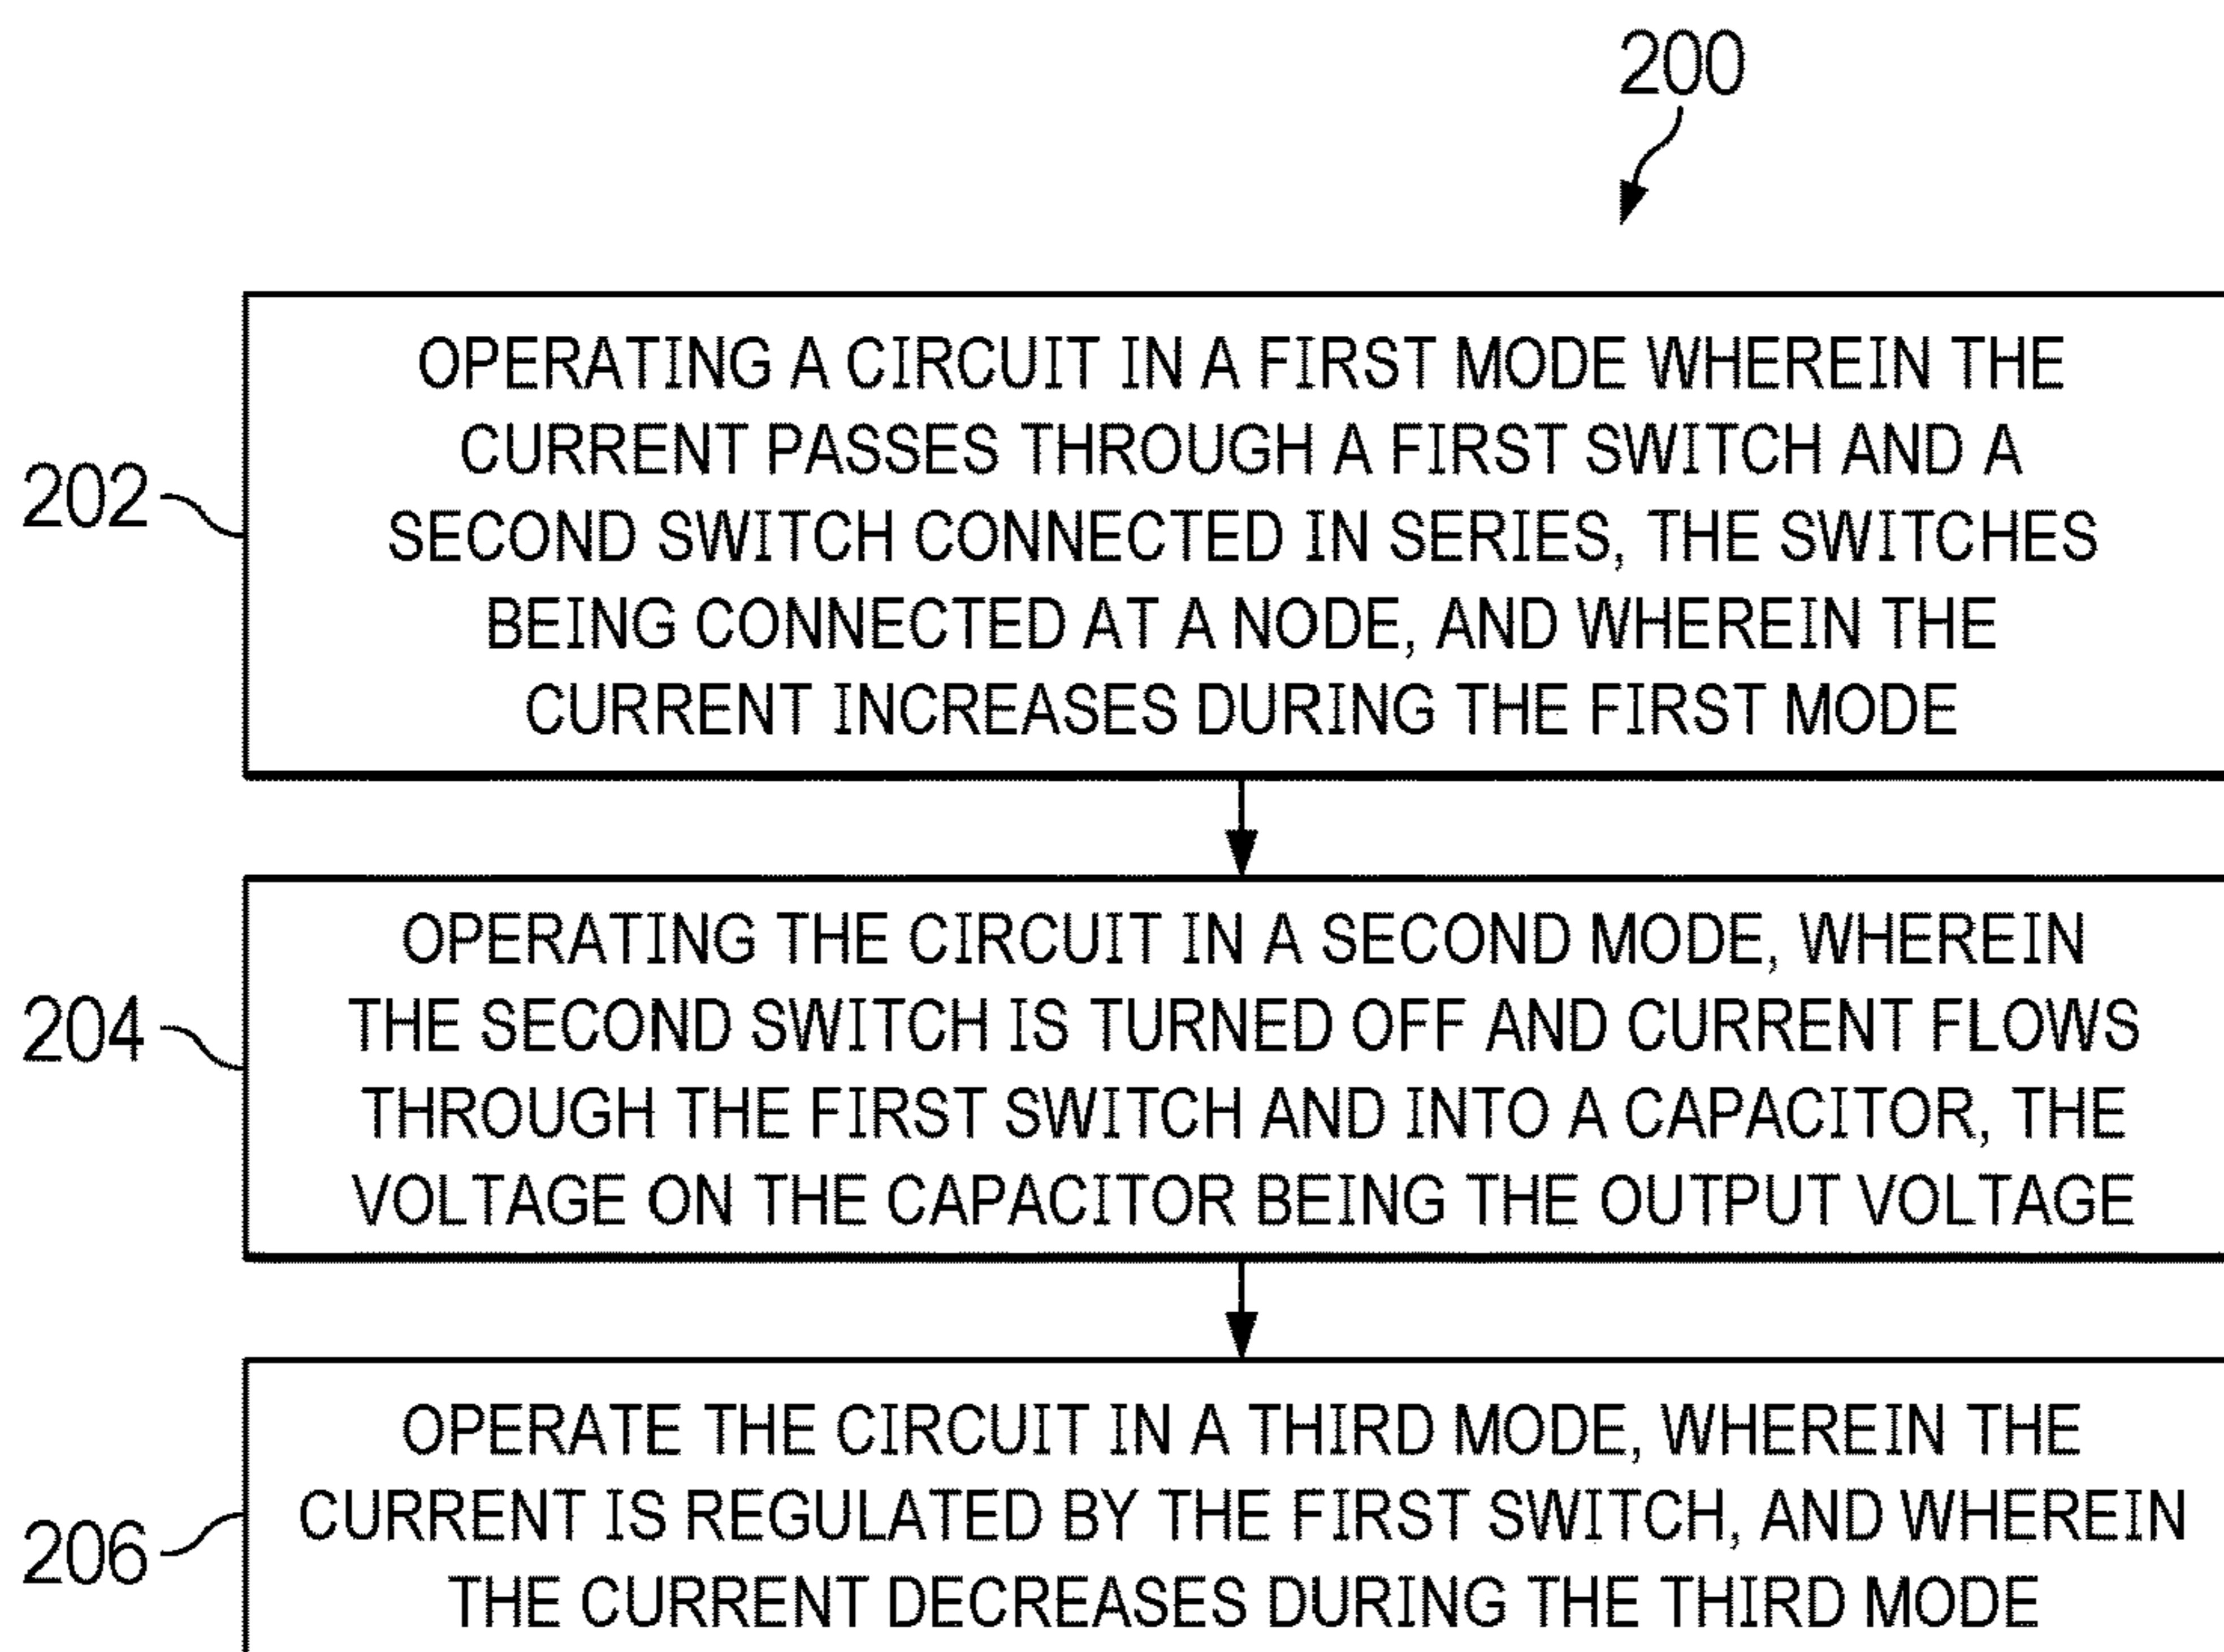 200
202
OPERATING A CIRCUIT IN A FIRST MODE WHEREIN THE
CURRENT PASSES THROUGH A FIRST SWITCH AND A
SECOND SWITCH CONNECTED IN SERIES, THE SWITCHES
BEING CONNECTED AT A NODE, AND WHEREIN THE
CURRENT INCREASES DURING THE FIRST MODE
204
OPERATING THE CIRCUIT IN A SECOND MODE, WHEREIN
THE SECOND SWITCH IS TURNED OFF AND CURRENT FLOWS
THROUGH THE FIRST SWITCH AND INTO A CAPACITOR, THE
VOLTAGE ON THE CAPACITOR BEING THE OUTPUT VOLTAGE
206
OPERATE THE CIRCUIT IN A THIRD MODE, WHEREIN THE
CURRENT IS REGULATED BY THE FIRST SWITCH, AND WHEREIN
THE CURRENT DECREASES DURING THE THIRD MODE